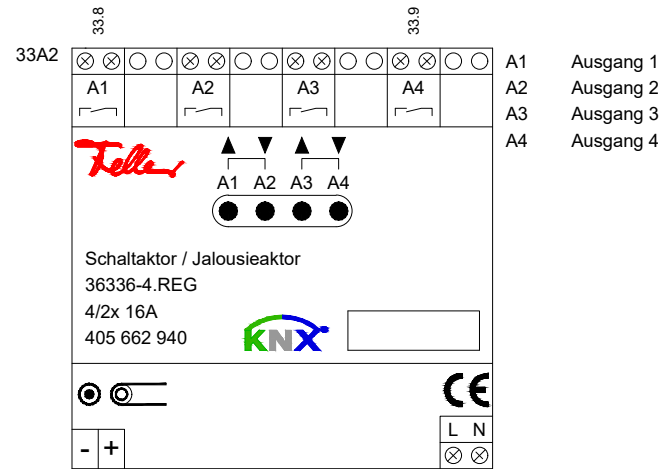 33.8
33.9
33A2
A1 A2 A3 A4
A1 Ausgang 1
A2 Ausgang 2
A3 Ausgang 3
A4 Ausgang 4
Feller
A1 A2 A3 A4
Schaltaktor / Jalousieaktor
36336-4.REG
4/2x 16A
405 662 940
KNX
CE
L N
- +